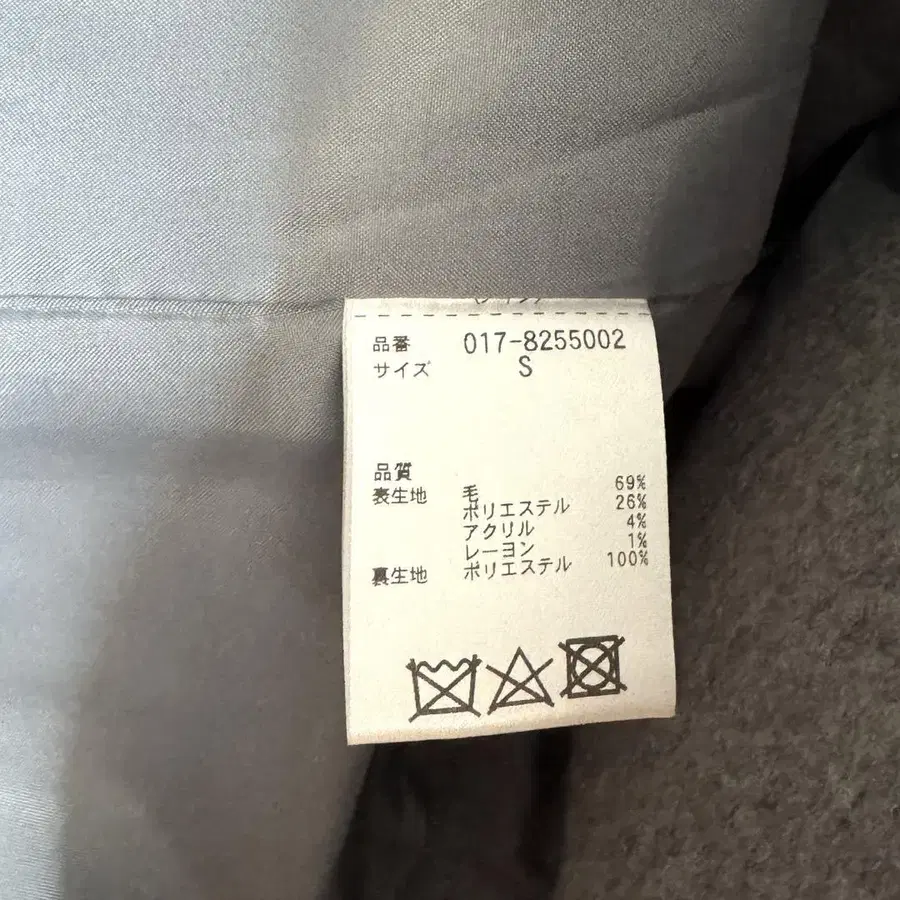 品番 017-8255002
サイズ S
品質
表生地 毛 69%
ポリエステル 26%
アクリル 4%
レーヨン 1%
裏生地 ポリエステル 100%